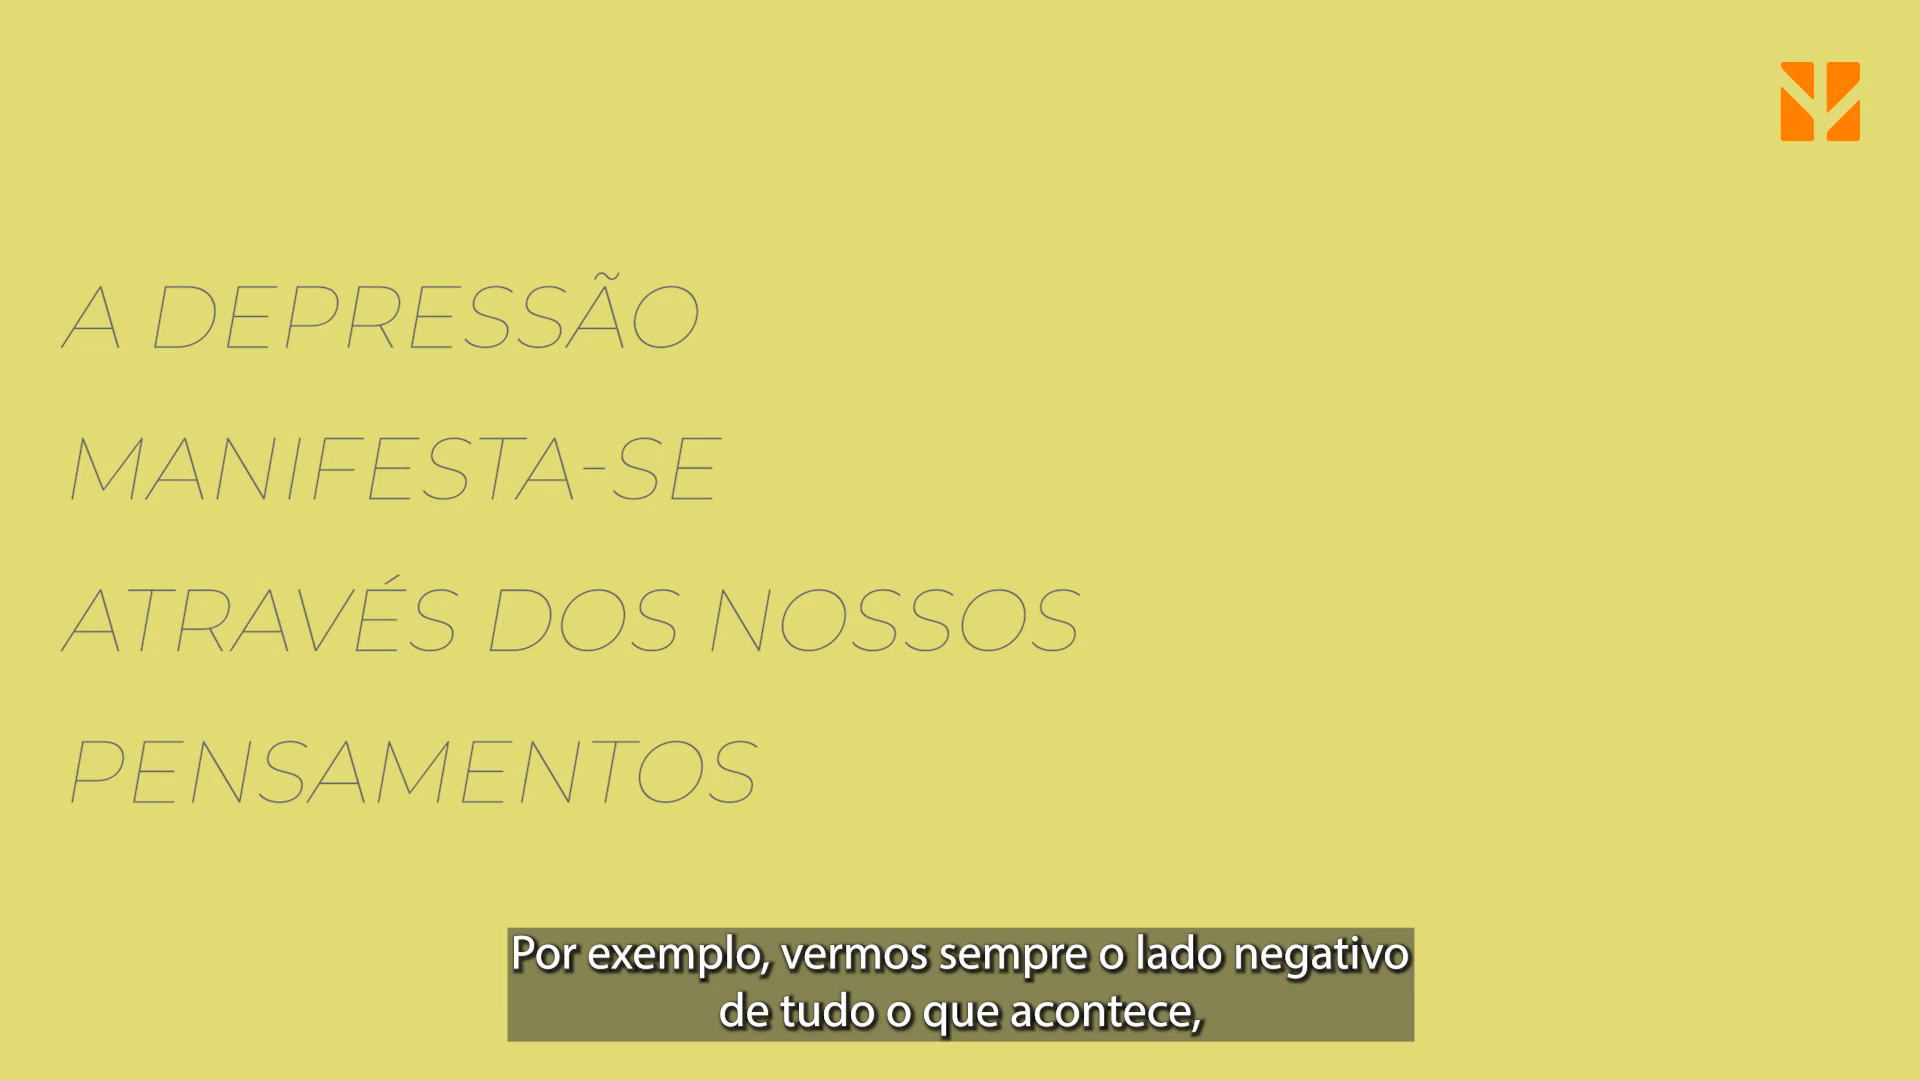 A DEPRESSÃO
MANIFESTA-SE
ATRAVÉS DOS NOSSOS
PENSAMENTOS
Por exemplo, vermos sempre o lado negativo
de tudo o que acontece,